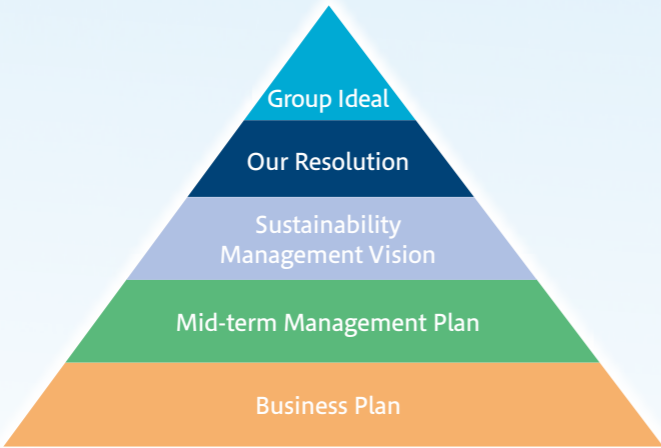 Group Ideal
Our Resolution
Sustainability
Management Vision
Mid-term Management Plan
Business Plan